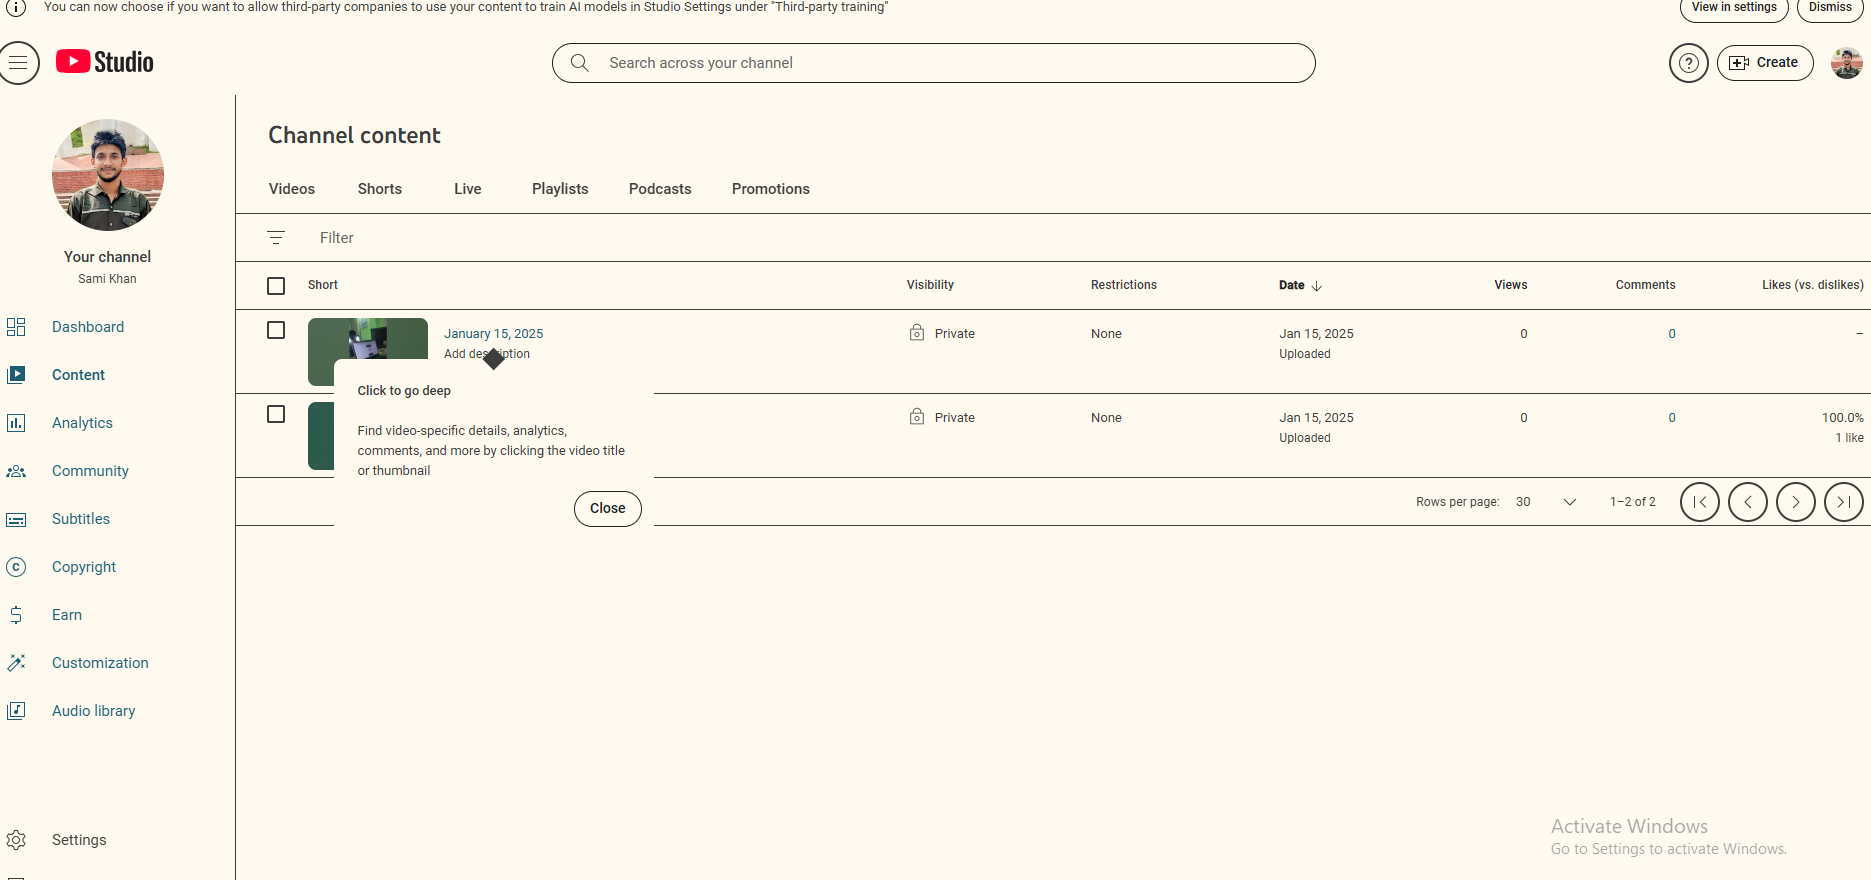 You can now choose if you want to allow third-party companies to use your content to train AI models in Studio Settings under "Third-party training"
View in settings
Dismiss
Studio
Search across your channel
Create
Your channel
Sami Khan
Dashboard
Content
Analytics
Community
Subtitles
Copyright
Earn
Customization
Audio library
Settings
Channel content
Videos Shorts Live Playlists Podcasts Promotions
Filter
Short Visibility Restrictions Date Views Comments Likes (vs. dislikes)
January 15, 2025 Private None Jan 15, 2025 0 0 –
Add description Uploaded
Click to go deep
Find video-specific details, analytics,
comments, and more by clicking the video title
or thumbnail
Close
Private None Jan 15, 2025 0 0 100.0%
Uploaded 1 like
Rows per page: 30 1–2 of 2
Activate Windows
Go to Settings to activate Windows.